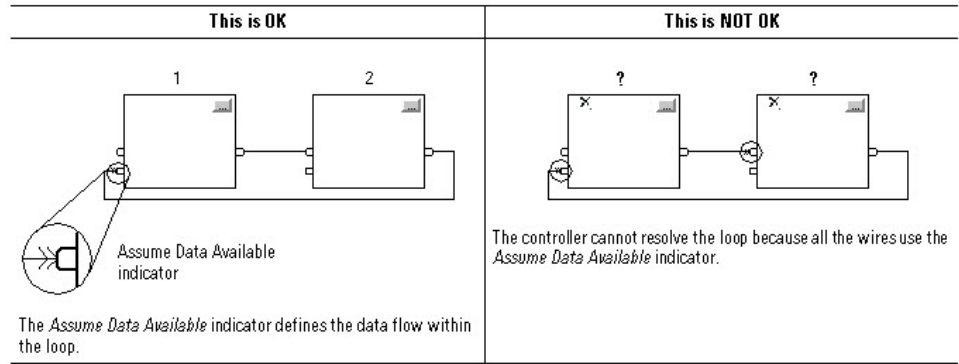 This is OK
This is NOT OK
1
2
Assume Data Available
indicator
The Assume Data Available indicator defines the data flow within
the loop.
?
?
The controller cannot resolve the loop because all the wires use the
Assume Data Available indicator.